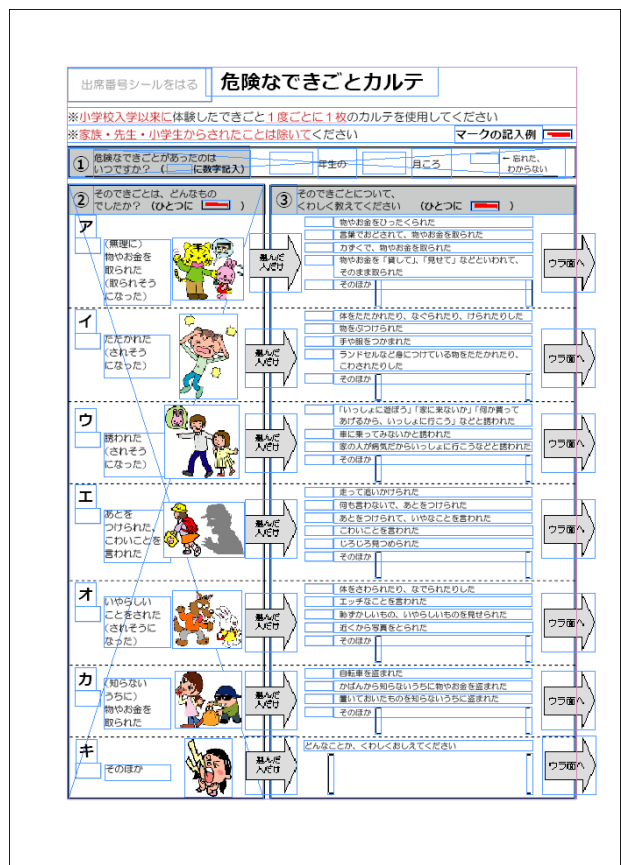 出席番号シールをはる
危険なできごとカルテ
※小学校入学以来に体験したできごと１度ごとに１枚のカルテを使用してください
※家族・先生・小学生からされたことは除いてください
マークの記入例
① 危険なできごとがあったのは
いつですか？（ に数字記入）
年生の
月ころ
←忘れた、
わからない
② そのできごとは、どんなもの
でしたか？（ひとつに ）
③ そのできごとについて、
くわしく教えてください （ひとつに ）
ア
（無理に）
物やお金を
取られた
（取られそう
になった）
選んだ
人だけ
物やお金をひったくられた
言葉でおどされて、物やお金を取られた
力ずくで、物やお金を取られた
物やお金を「貸して」、「見せて」などといわれて、
そのまま取られた
そのほか
ウラ面へ
イ
たたかれた
（されそう
になった）
選んだ
人だけ
体をたたかれたり、なぐられたり、けられたりした
物をぶつけられた
手や服をつかまれた
ランドセルなど身につけている物をたたかれたり、
こわされたりした
そのほか
ウラ面へ
ウ
誘われた
（されそう
になった）
選んだ
人だけ
「いっしょに遊ぼう」「家に来ないか」「何か買って
あげるから、いっしょに行こう」などと誘われた
車に乗ってみないかと誘われた
家の人が病気だからいっしょに行こうなどと誘われた
そのほか
ウラ面へ
エ
あとを
つけられた、
こわいことを
言われた
選んだ
人だけ
走って追いかけられた
何も言わないで、あとをつけられた
あとをつけられて、いやなことを言われた
こわいことを言われた
じろじろ見つめられた
そのほか
ウラ面へ
オ
いやらしい
ことをされた
（されそうに
なった）
選んだ
人だけ
体をさわられたり、なでられたりした
エッチなことを言われた
恥ずかしいもの、いやらしいものを見せられた
近くから写真をとられた
そのほか
ウラ面へ
カ
（知らない
うちに）
物やお金を
取られた
選んだ
人だけ
自転車を盗まれた
かばんから知らないうちに物やお金を盗まれた
置いておいたものを知らないうちに盗まれた
そのほか
ウラ面へ
キ
そのほか
選んだ
人だけ
どんなことか、くわしくおしえてください
ウラ面へ